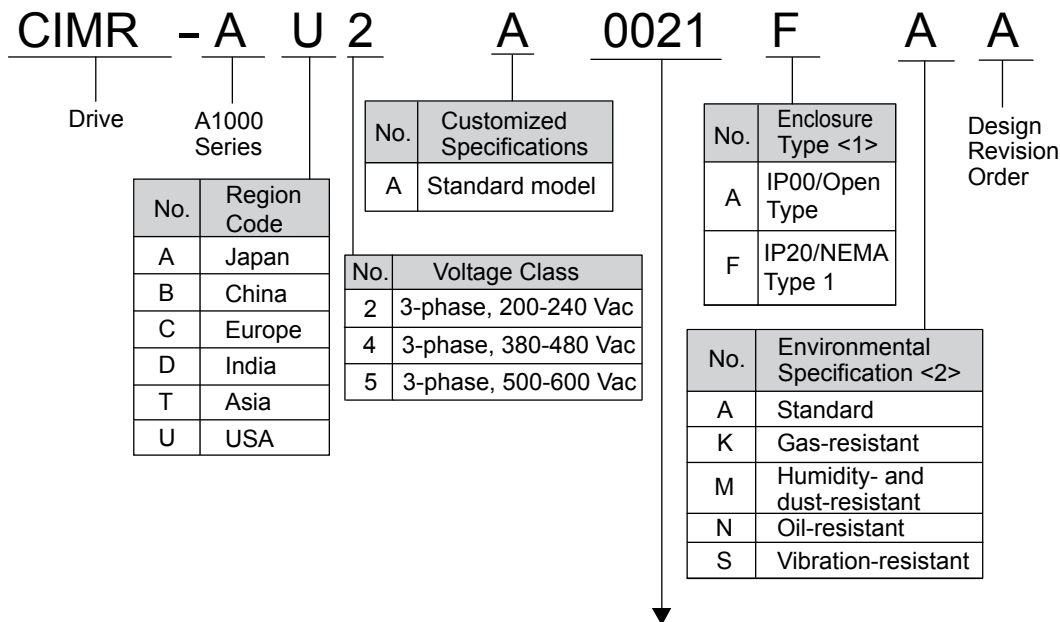 CIMR - A U 2 A 0021 F A A
Drive
A1000
Series
No. Region
Code
A Japan
B China
C Europe
D India
T Asia
U USA
No. Customized
Specifications
A Standard model
No. Voltage Class
2 3-phase, 200-240 Vac
4 3-phase, 380-480 Vac
5 3-phase, 500-600 Vac
No. Enclosure
Type <1>
A IP00/Open
Type
F IP20/NEMA
Type 1
No. Environmental
Specification <2>
A Standard
K Gas-resistant
M Humidity- and
dust-resistant
N Oil-resistant
S Vibration-resistant
Design
Revision
Order